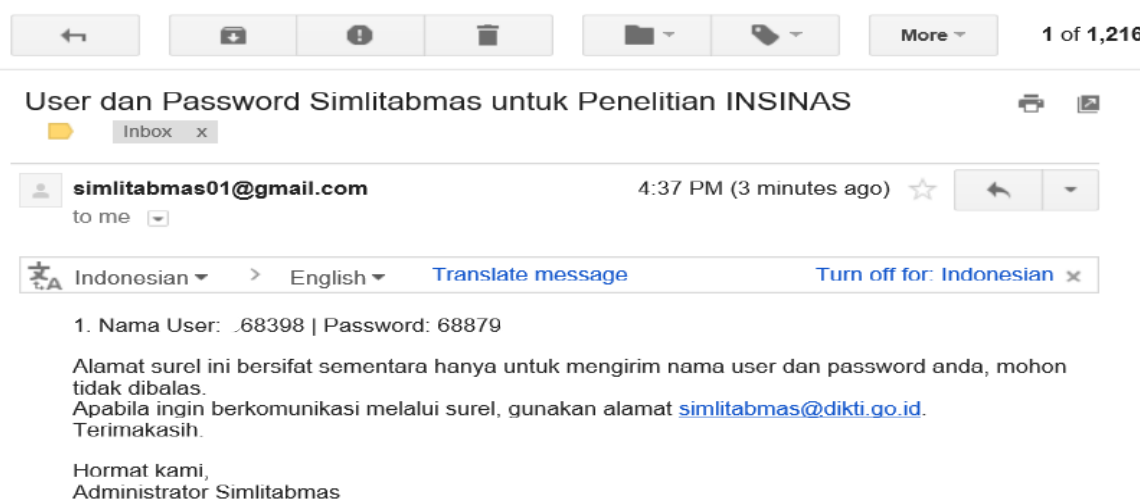 More
1 of 1,216
User dan Password Simlitabmas untuk Penelitian INSINAS
Inbox x
simlitabmas01@gmail.com 4:37 PM (3 minutes ago)
to me
Indonesian > English Translate message Turn off for: Indonesian x
1. Nama User: 68398 | Password: 68879
Alamat surel ini bersifat sementara hanya untuk mengirim nama user dan password anda, mohon
tidak dibalas.
Apabila ingin berkomunikasi melalui surel, gunakan alamat simlitabmas@dikti.go.id.
Terimakasih.
Hormat kami,
Administrator Simlitabmas